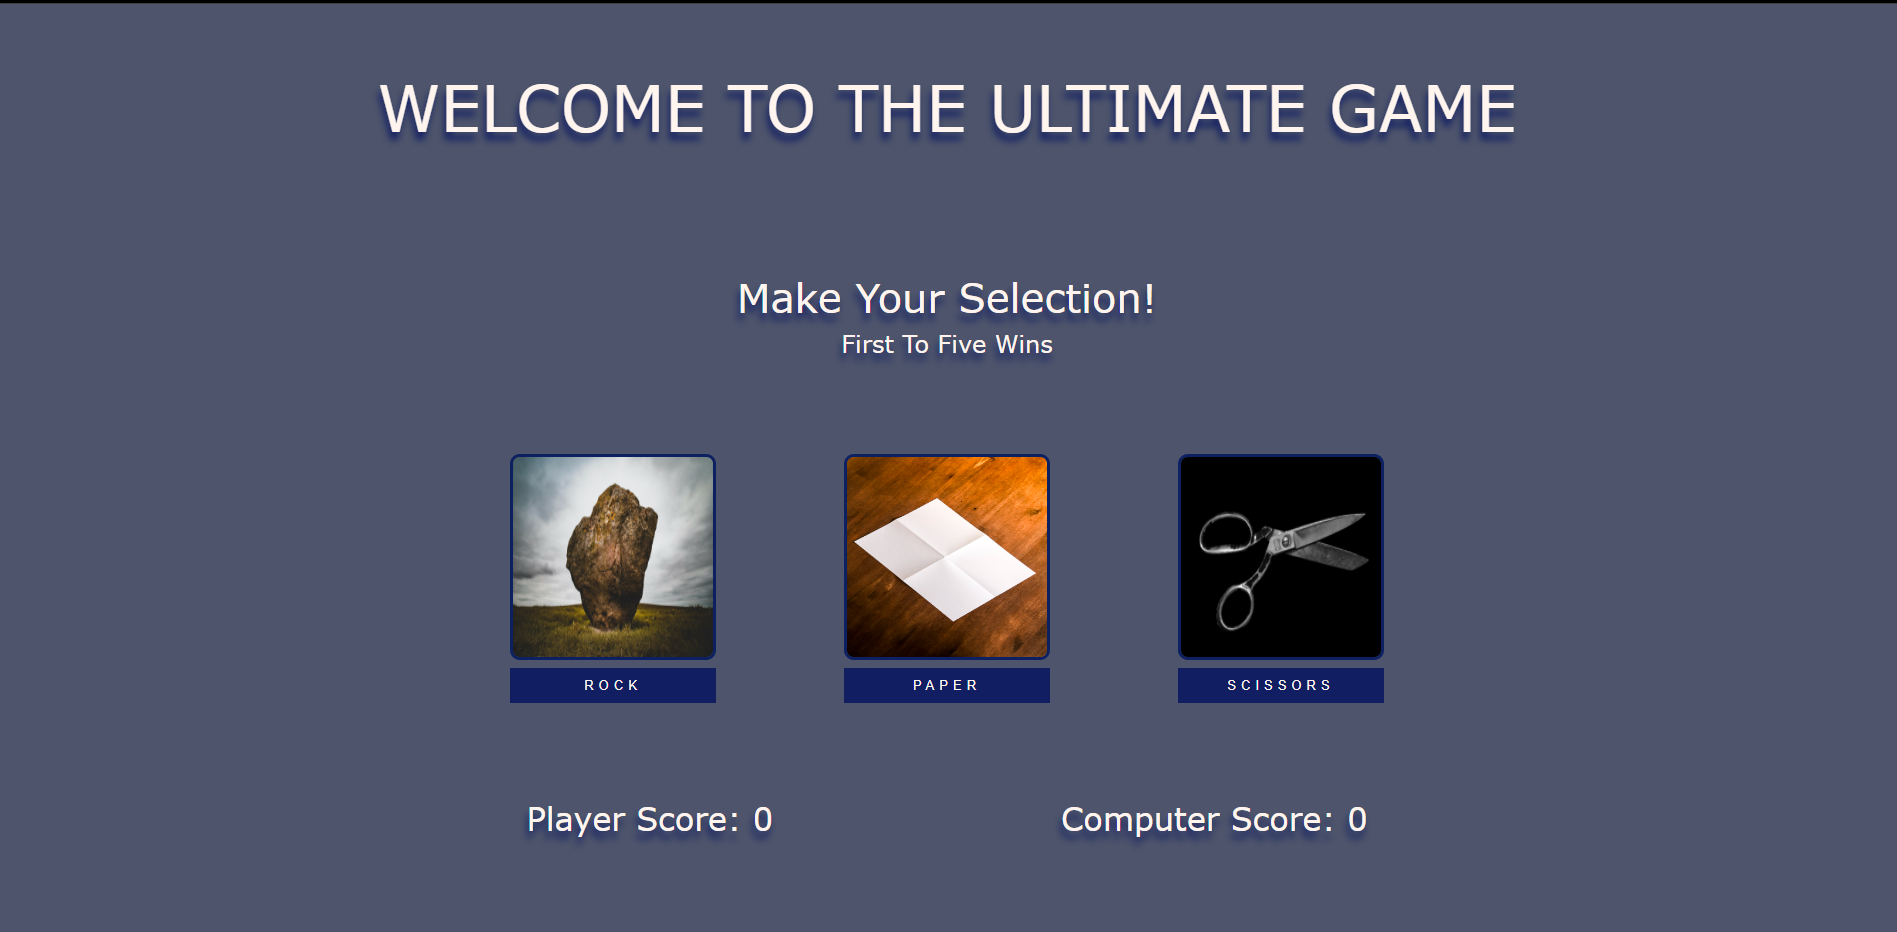 WELCOME TO THE ULTIMATE GAME
Make Your Selection!
First To Five Wins
ROCK
PAPER
SCISSORS
Player Score: 0
Computer Score: 0